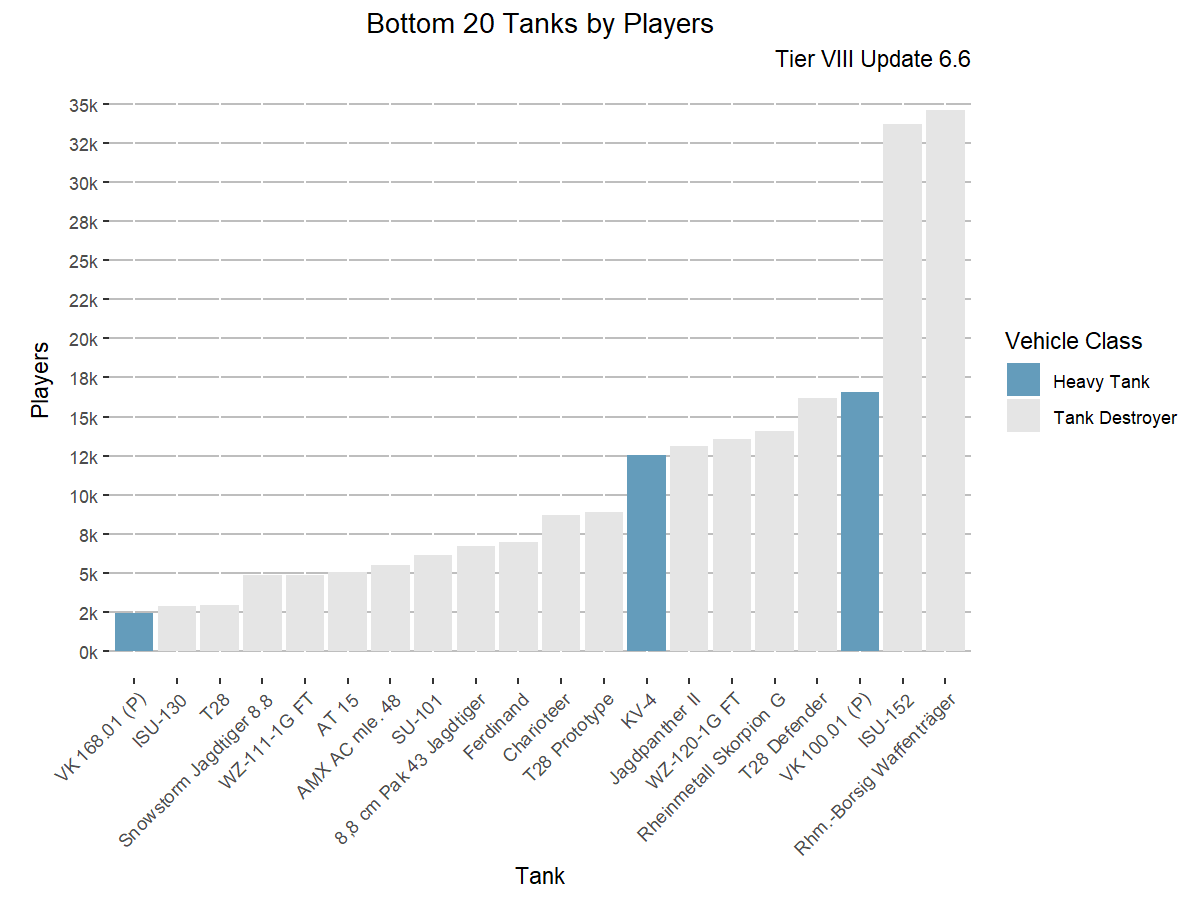 Bottom 20 Tanks by Players
Tier VIII Update 6.6
35k
32k
30k
28k
25k
22k
20k
18k
15k
12k
10k
8k
5k
2k
0k
Players
VK 168.01 (P)
ISU-130
T28
Snowstorm Jagdtiger 8.8
WZ-111-1G FT
AT 15
AMX AC mle. 48
SU-101
8,8 cm Pak 43 Jagdtiger
Ferdinand
Charioteer
T28 Prototype
KV-4
Jagdpanther II
WZ-120-1G FT
Rheinmetall Skorpion G
T28 Defender
VK 100.01 (P)
ISU-152
Rhm.-Borsig Waffenträger
Tank
Vehicle Class
Heavy Tank
Tank Destroyer